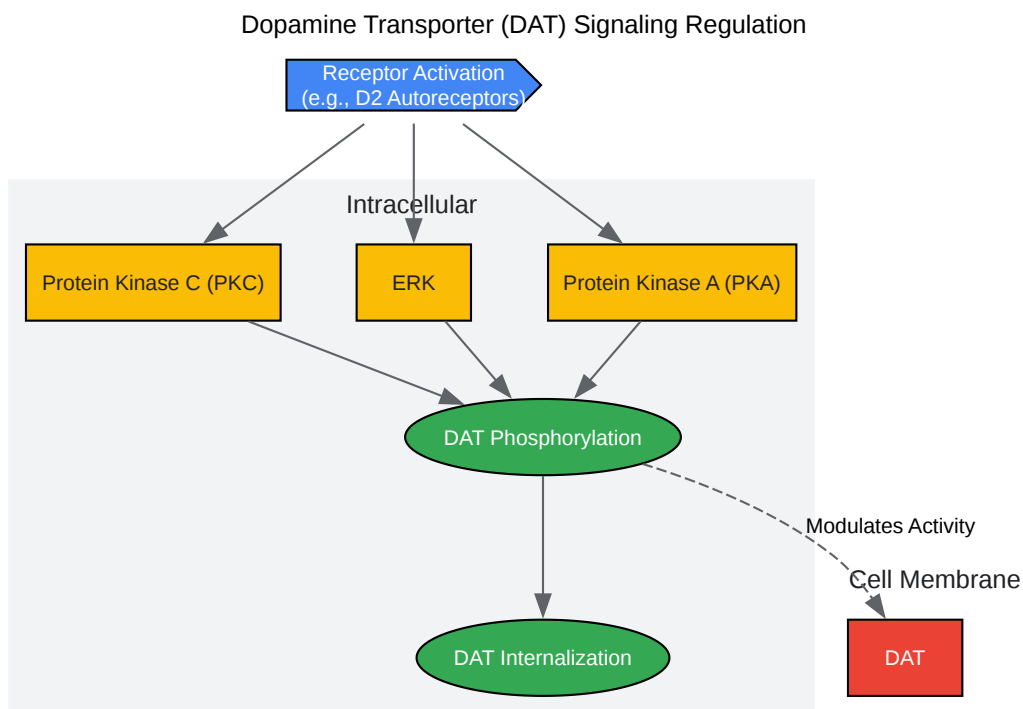 Dopamine Transporter (DAT) Signaling Regulation
Receptor Activation
(e.g., D2 Autoreceptors)
Intracellular
Protein Kinase C (PKC)
ERK
Protein Kinase A (PKA)
DAT Phosphorylation
Modulates Activity
Cell Membrane
DAT Internalization
DAT